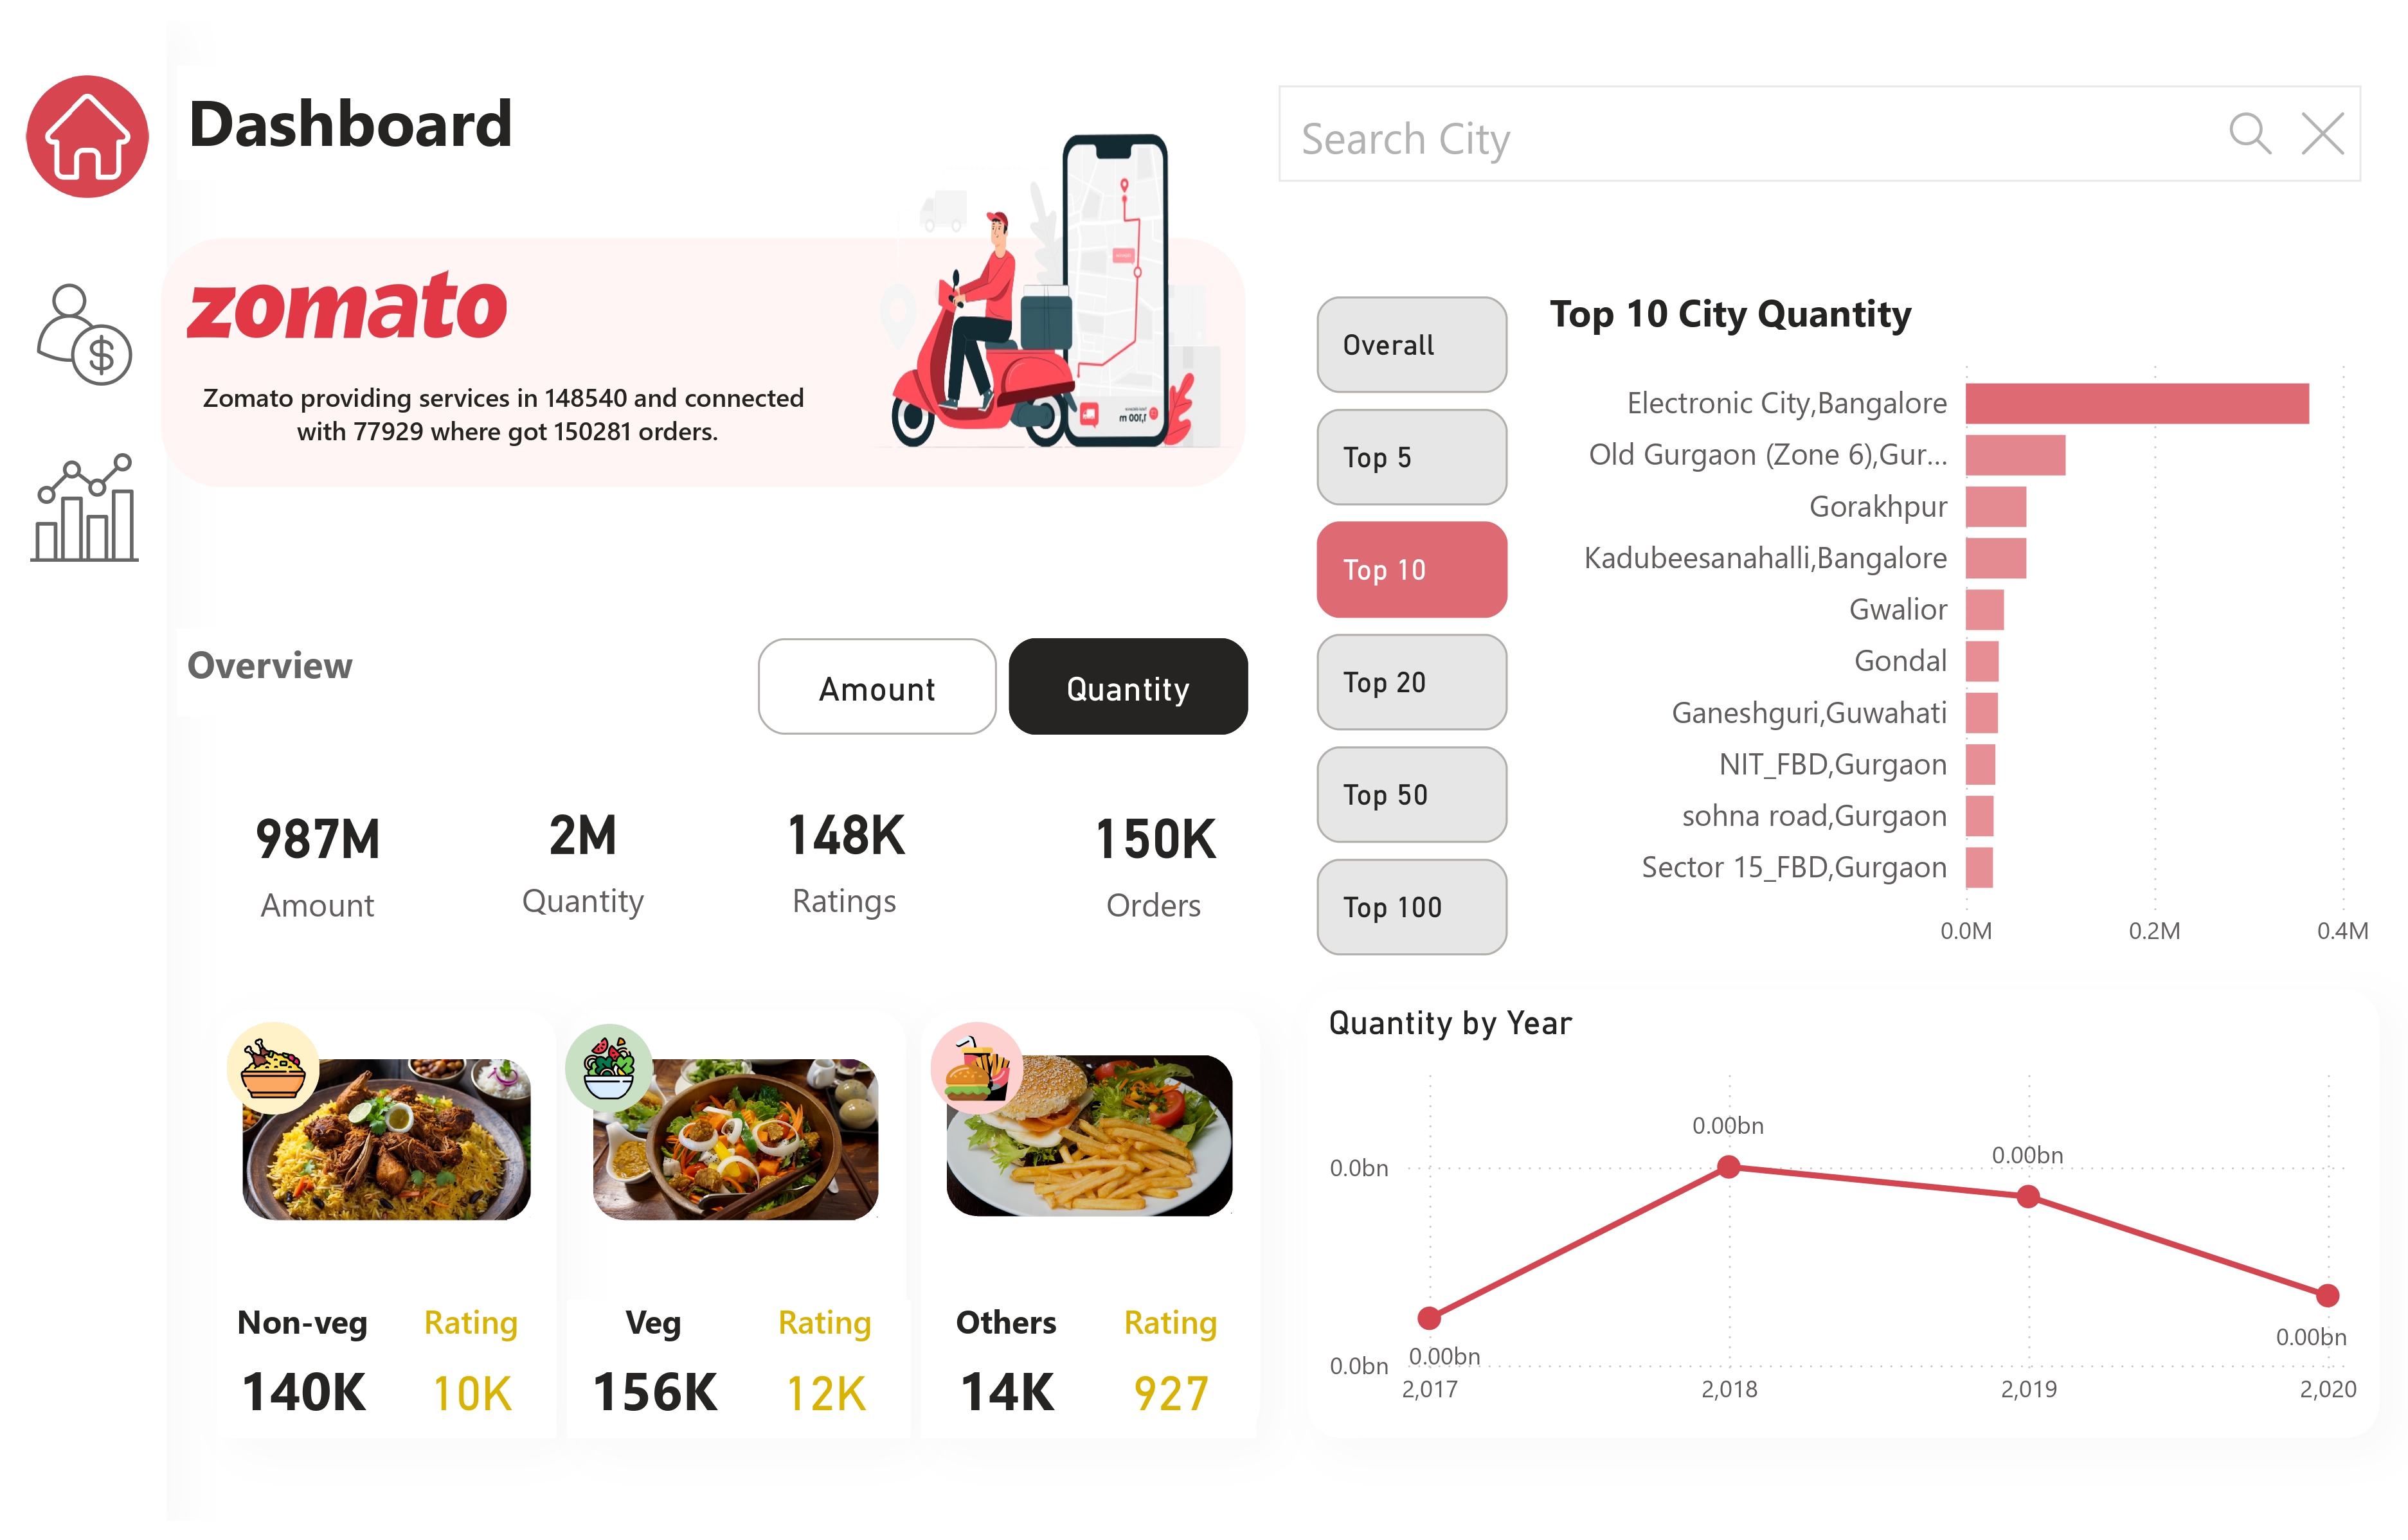 Dashboard
Search City
zomato
Zomato providing services in 148540 and connected
with 77929 where got 150281 orders.
Overview
Amount
Quantity
987M
Amount
2M
Quantity
148K
Ratings
150K
Orders
Non-veg
Rating
140K
10K
Veg
Rating
156K
12K
Others
Rating
14K
927
Overall
Top 5
Top 10
Top 20
Top 50
Top 100
Top 10 City Quantity
Electronic City,Bangalore
Old Gurgaon (Zone 6),Gur...
Gorakhpur
Kadubeesanahalli,Bangalore
Gwalior
Gondal
Ganeshguri,Guwahati
NIT_FBD,Gurgaon
sohna road,Gurgaon
Sector 15_FBD,Gurgaon
0.0M 0.2M 0.4M
Quantity by Year
0.00bn
0.00bn
0.0bn
0.00bn
0.00bn
0.0bn
2,017 2,018 2,019 2,020